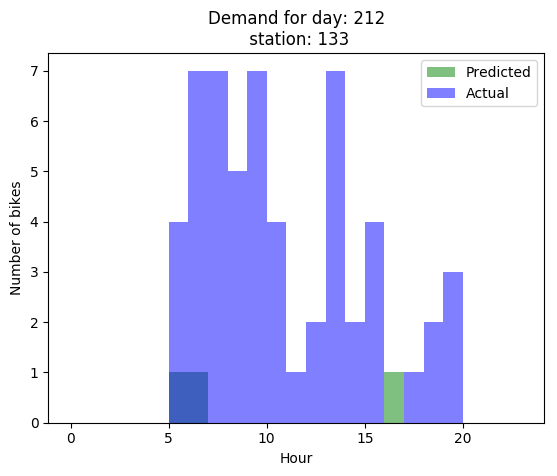 Demand for day: 212
station: 133
Predicted
Actual
Number of bikes
7
6
5
4
3
2
1
0
0 5 10 15 20
Hour